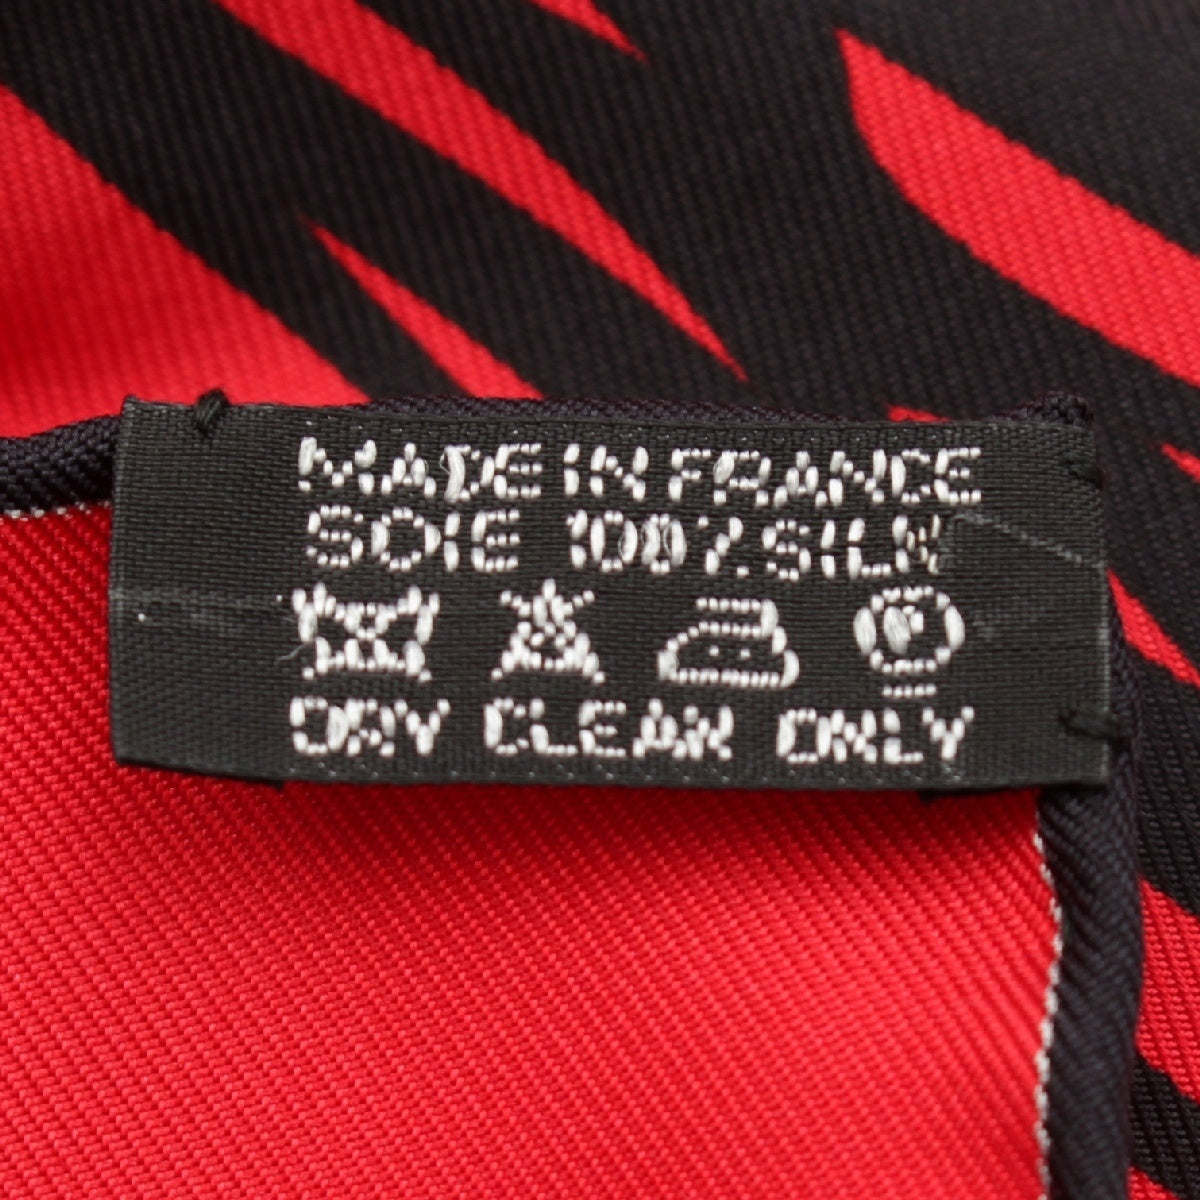 MADE IN FRANCE
SOIE 100% SILK
P
DRY CLEAN ONLY